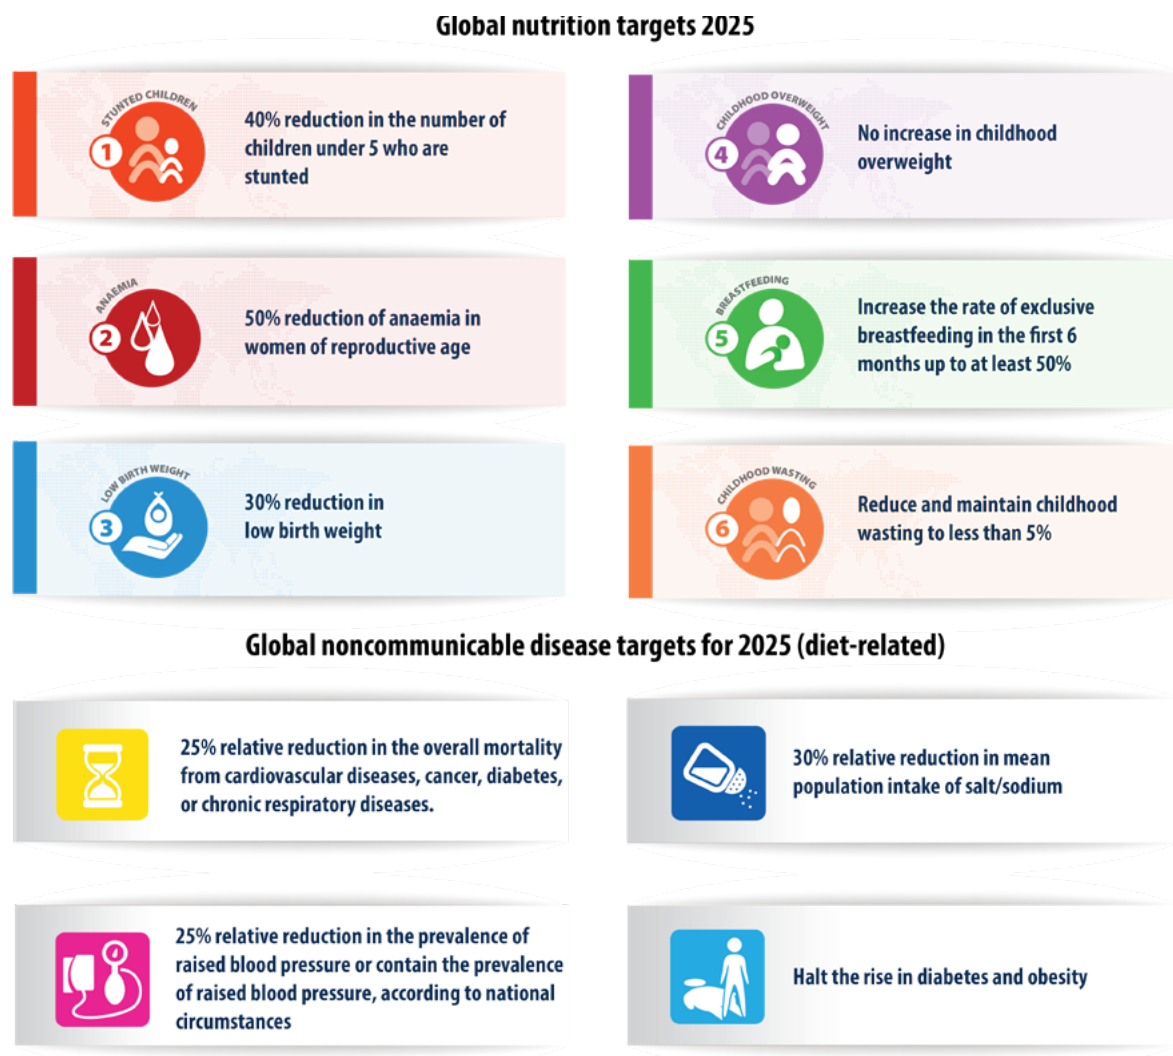 Global nutrition targets 2025
STUNTED CHILDREN
1
40% reduction in the number of
children under 5 who are
stunted
ANAEMIA
2
50% reduction of anaemia in
women of reproductive age
LOW BIRTH WEIGHT
3
30% reduction in
low birth weight
CHILDHOOD OVERWEIGHT
4
No increase in childhood
overweight
BREASTFEEDING
5
Increase the rate of exclusive
breastfeeding in the first 6
months up to at least 50%
CHILDHOOD WASTING
6
Reduce and maintain childhood
wasting to less than 5%
Global noncommunicable disease targets for 2025 (diet-related)
25% relative reduction in the overall mortality
from cardiovascular diseases, cancer, diabetes,
or chronic respiratory diseases.
30% relative reduction in mean
population intake of salt/sodium
25% relative reduction in the prevalence of
raised blood pressure or contain the prevalence
of raised blood pressure, according to national
circumstances
Halt the rise in diabetes and obesity